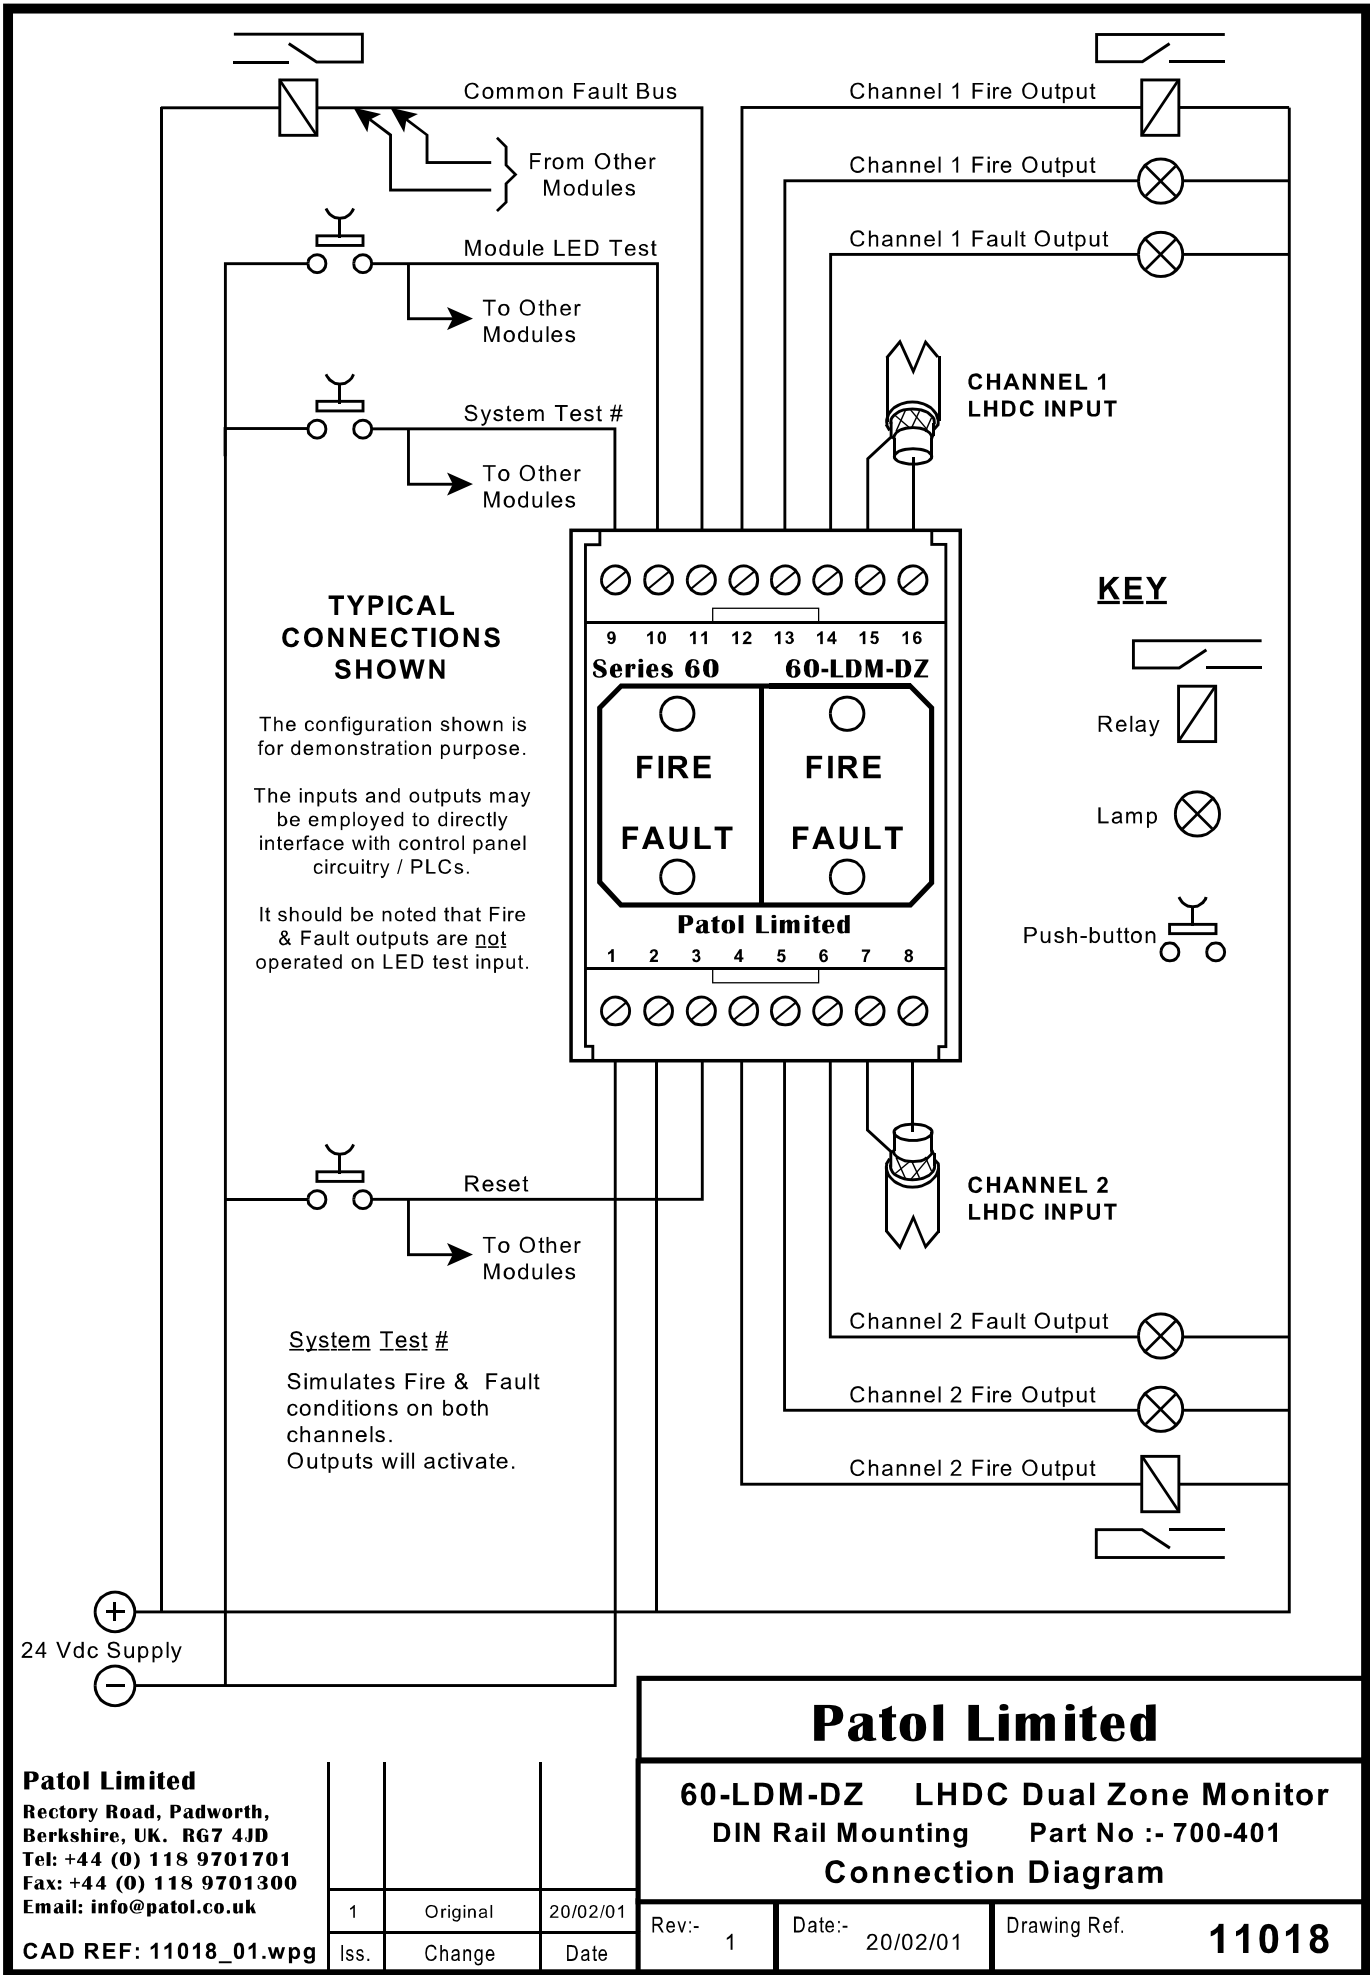 Common Fault Bus
Channel 1 Fire Output
From Other
Modules
Channel 1 Fire Output
Module LED Test
Channel 1 Fault Output
To Other
Modules
CHANNEL 1
LHDC INPUT
System Test #
To Other
Modules
TYPICAL
CONNECTIONS
SHOWN
The configuration shown is
for demonstration purpose.
The inputs and outputs may
be employed to directly
interface with control panel
circuitry / PLCs.
It should be noted that Fire
& Fault outputs are not
operated on LED test input.
9 10 11 12 13 14 15 16
Series 60 60-LDM-DZ
FIRE FIRE
FAULT FAULT
Patol Limited
1 2 3 4 5 6 7 8
KEY
Relay
Lamp
Push-button
Reset
To Other
Modules
CHANNEL 2
LHDC INPUT
System Test #
Simulates Fire & Fault
conditions on both
channels.
Outputs will activate.
Channel 2 Fault Output
Channel 2 Fire Output
Channel 2 Fire Output
+
24 Vdc Supply
−
Patol Limited
Rectory Road, Padworth,
Berkshire, UK. RG7 4JD
Tel: +44 (0) 118 9701701
Fax: +44 (0) 118 9701300
Email: info@patol.co.uk
CAD REF: 11018_01.wpg
1 Original 20/02/01
Iss. Change Date
Patol Limited
60-LDM-DZ LHDC Dual Zone Monitor
DIN Rail Mounting Part No :- 700-401
Connection Diagram
Rev:- 1
Date:- 20/02/01
Drawing Ref. 11018